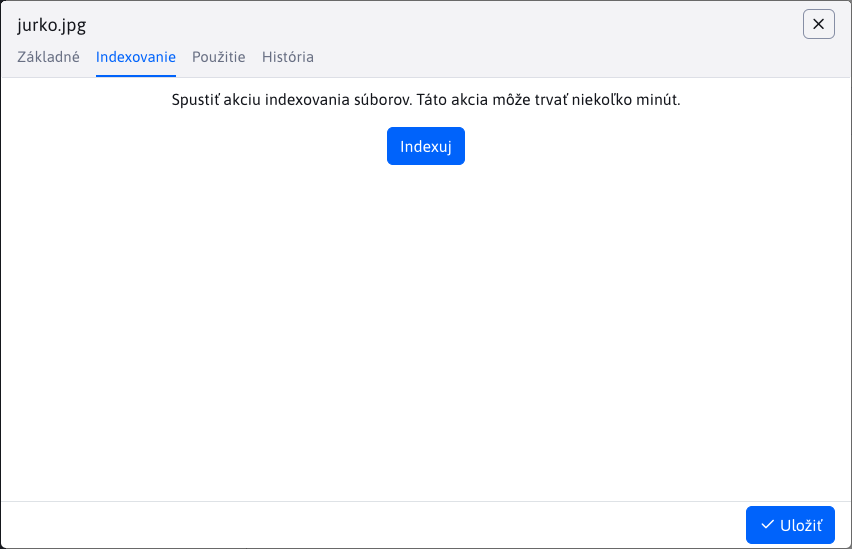 jurko.jpg
Základné Indexovanie Použitie História
Spustiť akciu indexovania súborov. Táto akcia môže trvať niekoľko minút.
Indexuj
Uložiť